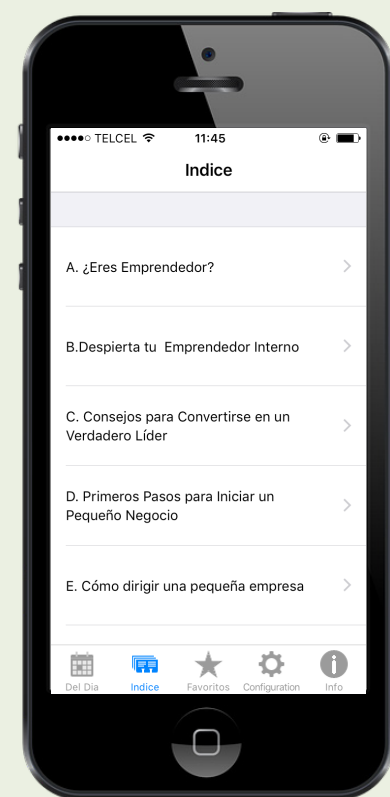 TELCEL 11:45
Indice
A. ¿Eres Emprendedor?
B.Despierta tu  Emprendedor Interno
C. Consejos para Convertirse en un
Verdadero Líder
D. Primeros Pasos para Iniciar un
Pequeño Negocio
E. Cómo dirigir una pequeña empresa
Del Dia Indice Favoritos Configuration Info